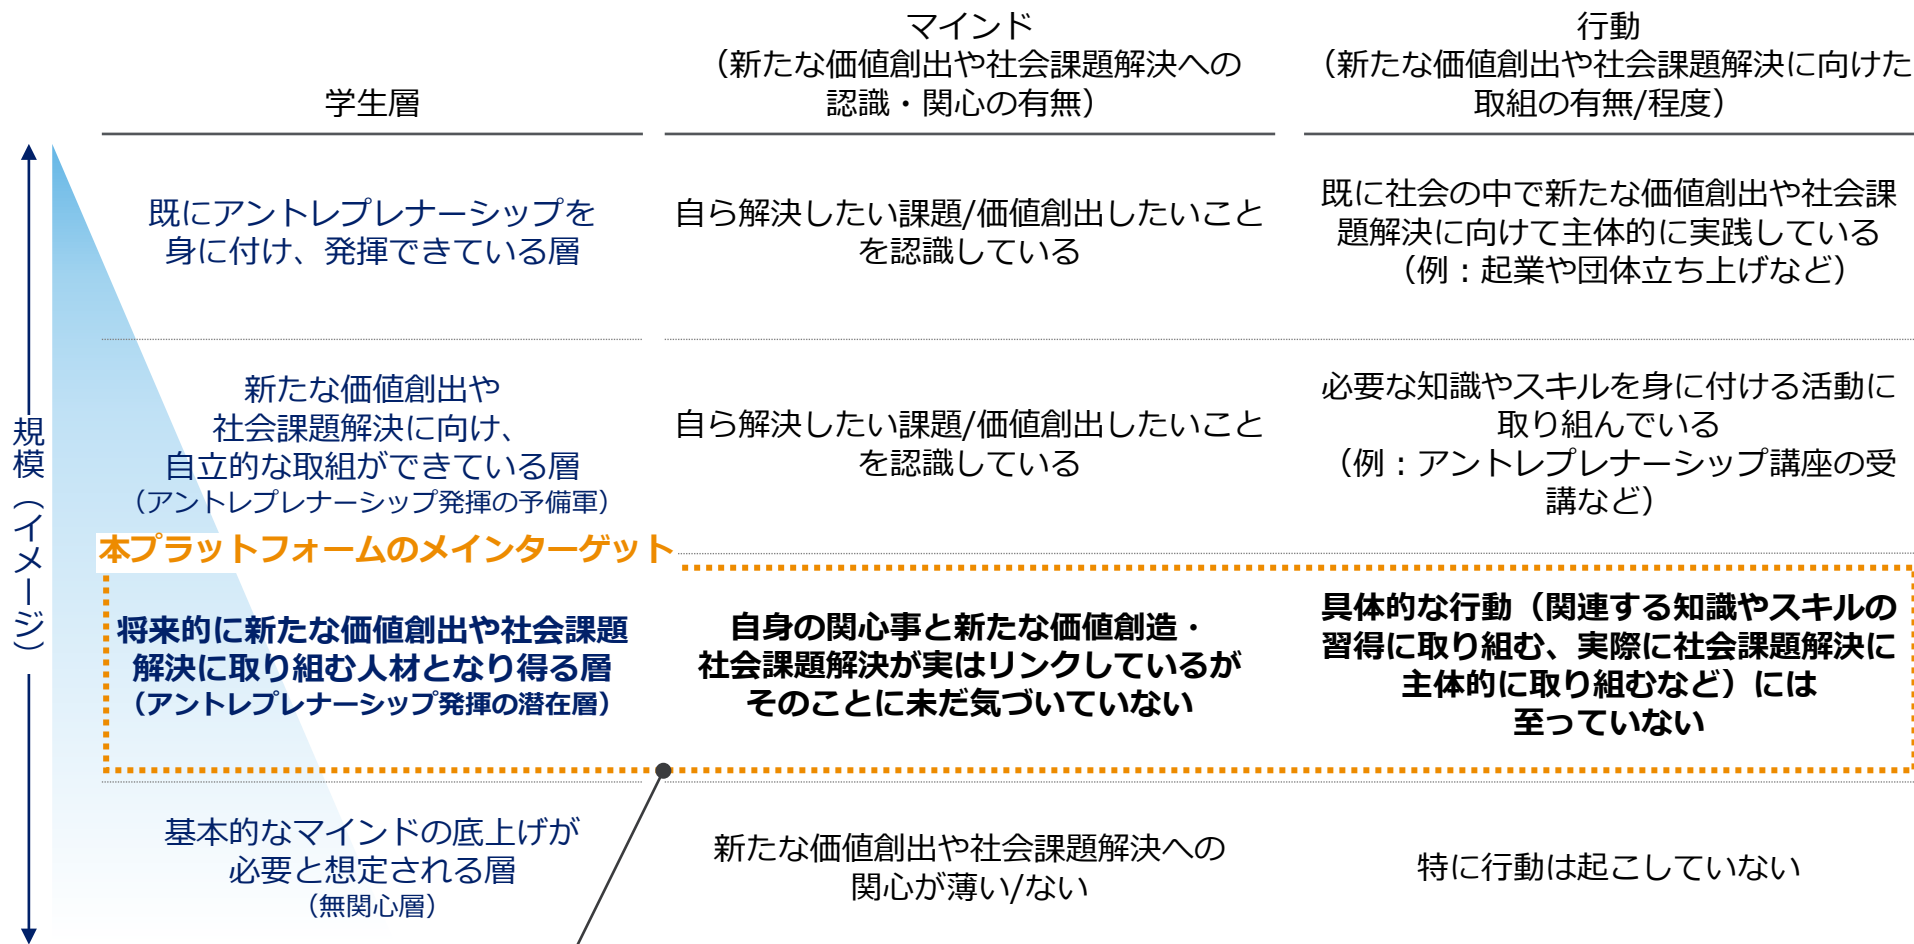 学生層
マインド
（新たな価値創出や社会課題解決への
認識・関心の有無）
行動
（新たな価値創出や社会課題解決に向けた
取組の有無/程度）
規模（イメージ）
既にアントレプレナーシップを
身に付け、発揮できている層
自ら解決したい課題/価値創出したいこと
を認識している
既に社会の中で新たな価値創出や社会課
題解決に向けて主体的に実践している
（例：起業や団体立ち上げなど）
新たな価値創出や
社会課題解決に向け、
自立的な取組ができている層
（アントレプレナーシップ発揮の予備軍）
自ら解決したい課題/価値創出したいこと
を認識している
必要な知識やスキルを身に付ける活動に
取り組んでいる
（例：アントレプレナーシップ講座の受
講など）
本プラットフォームのメインターゲット
将来的に新たな価値創出や社会課題
解決に取り組む人材となり得る層
（アントレプレナーシップ発揮の潜在層）
自身の関心事と新たな価値創造・
社会課題解決が実はリンクしているが
そのことに未だ気づいていない
具体的な行動（関連する知識やスキルの
習得に取り組む、実際に社会課題解決に
主体的に取り組むなど）には
至っていない
基本的なマインドの底上げが
必要と想定される層
（無関心層）
新たな価値創出や社会課題解決への
関心が薄い/ない
特に行動は起こしていない